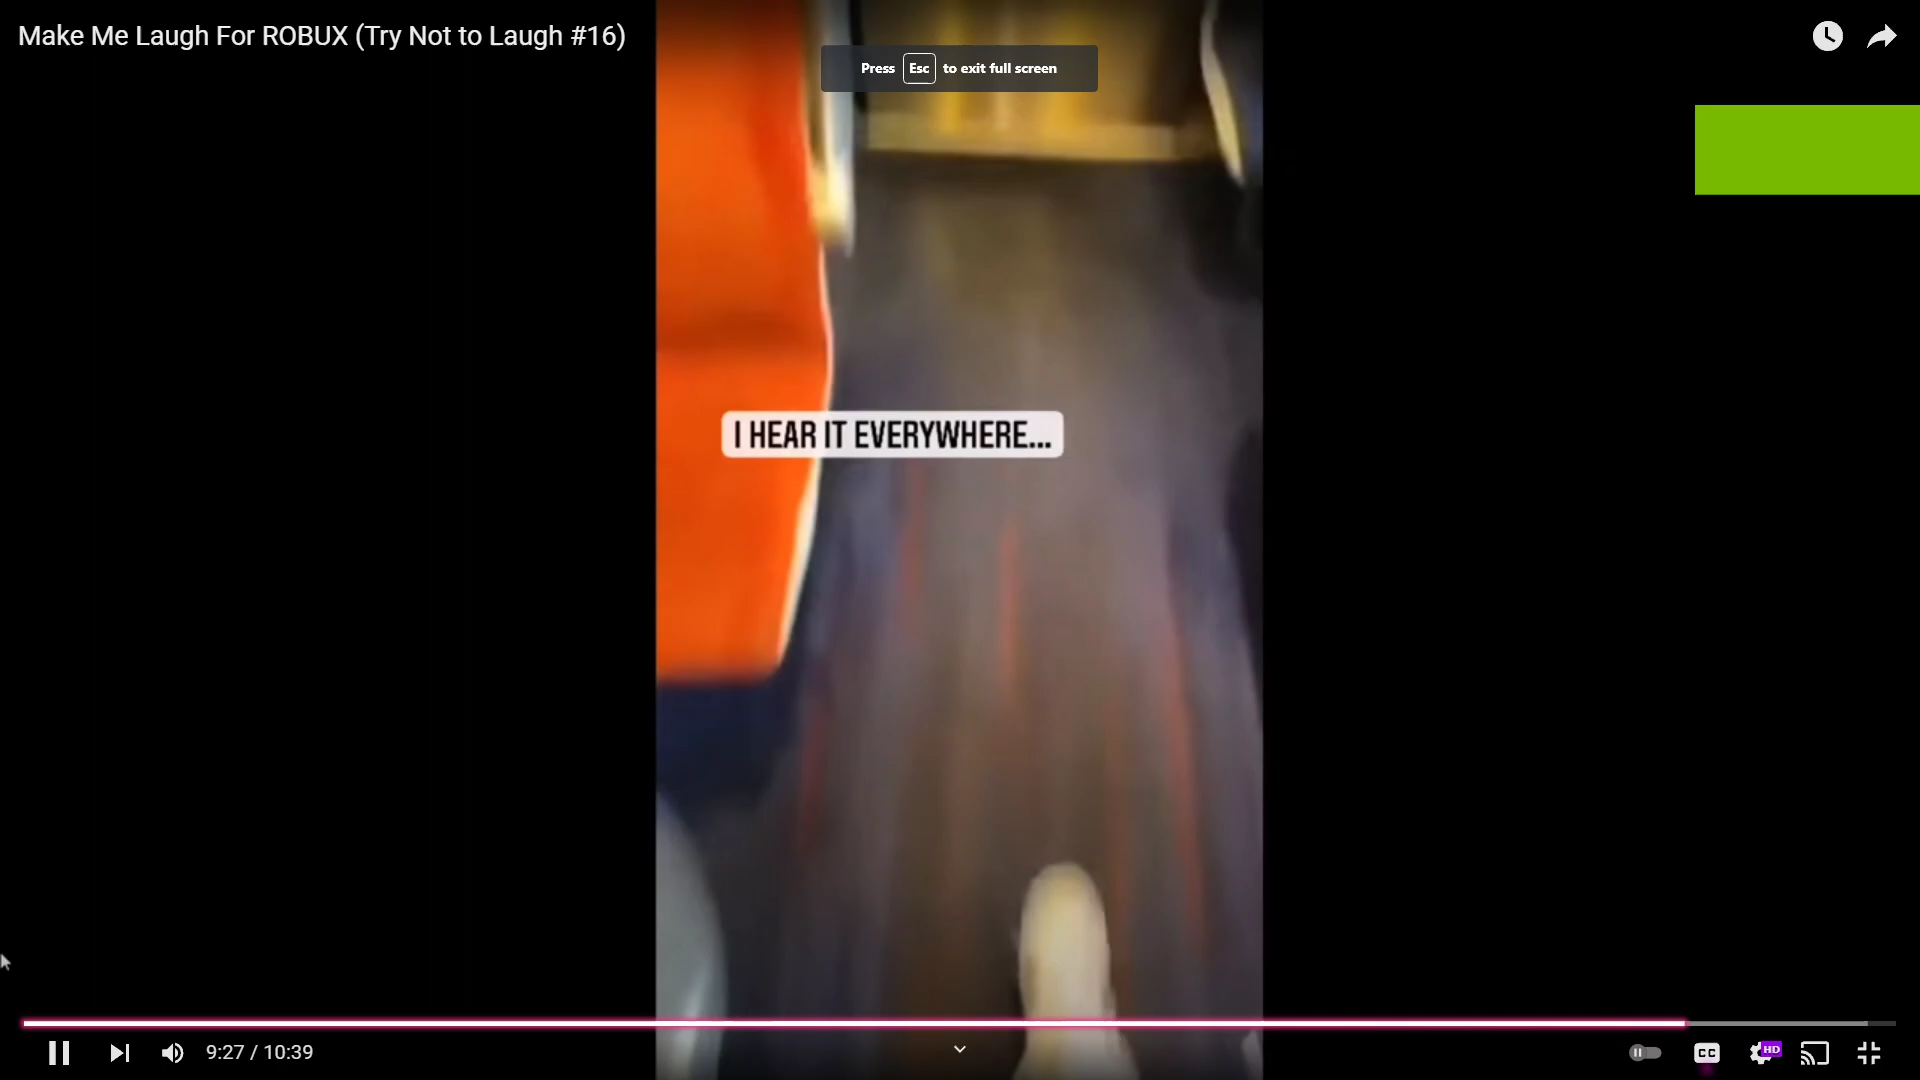 Make Me Laugh For ROBUX (Try Not to Laugh #16)
Press Esc to exit full screen
I HEAR IT EVERYWHERE...
9:27 / 10:39
CC
HD